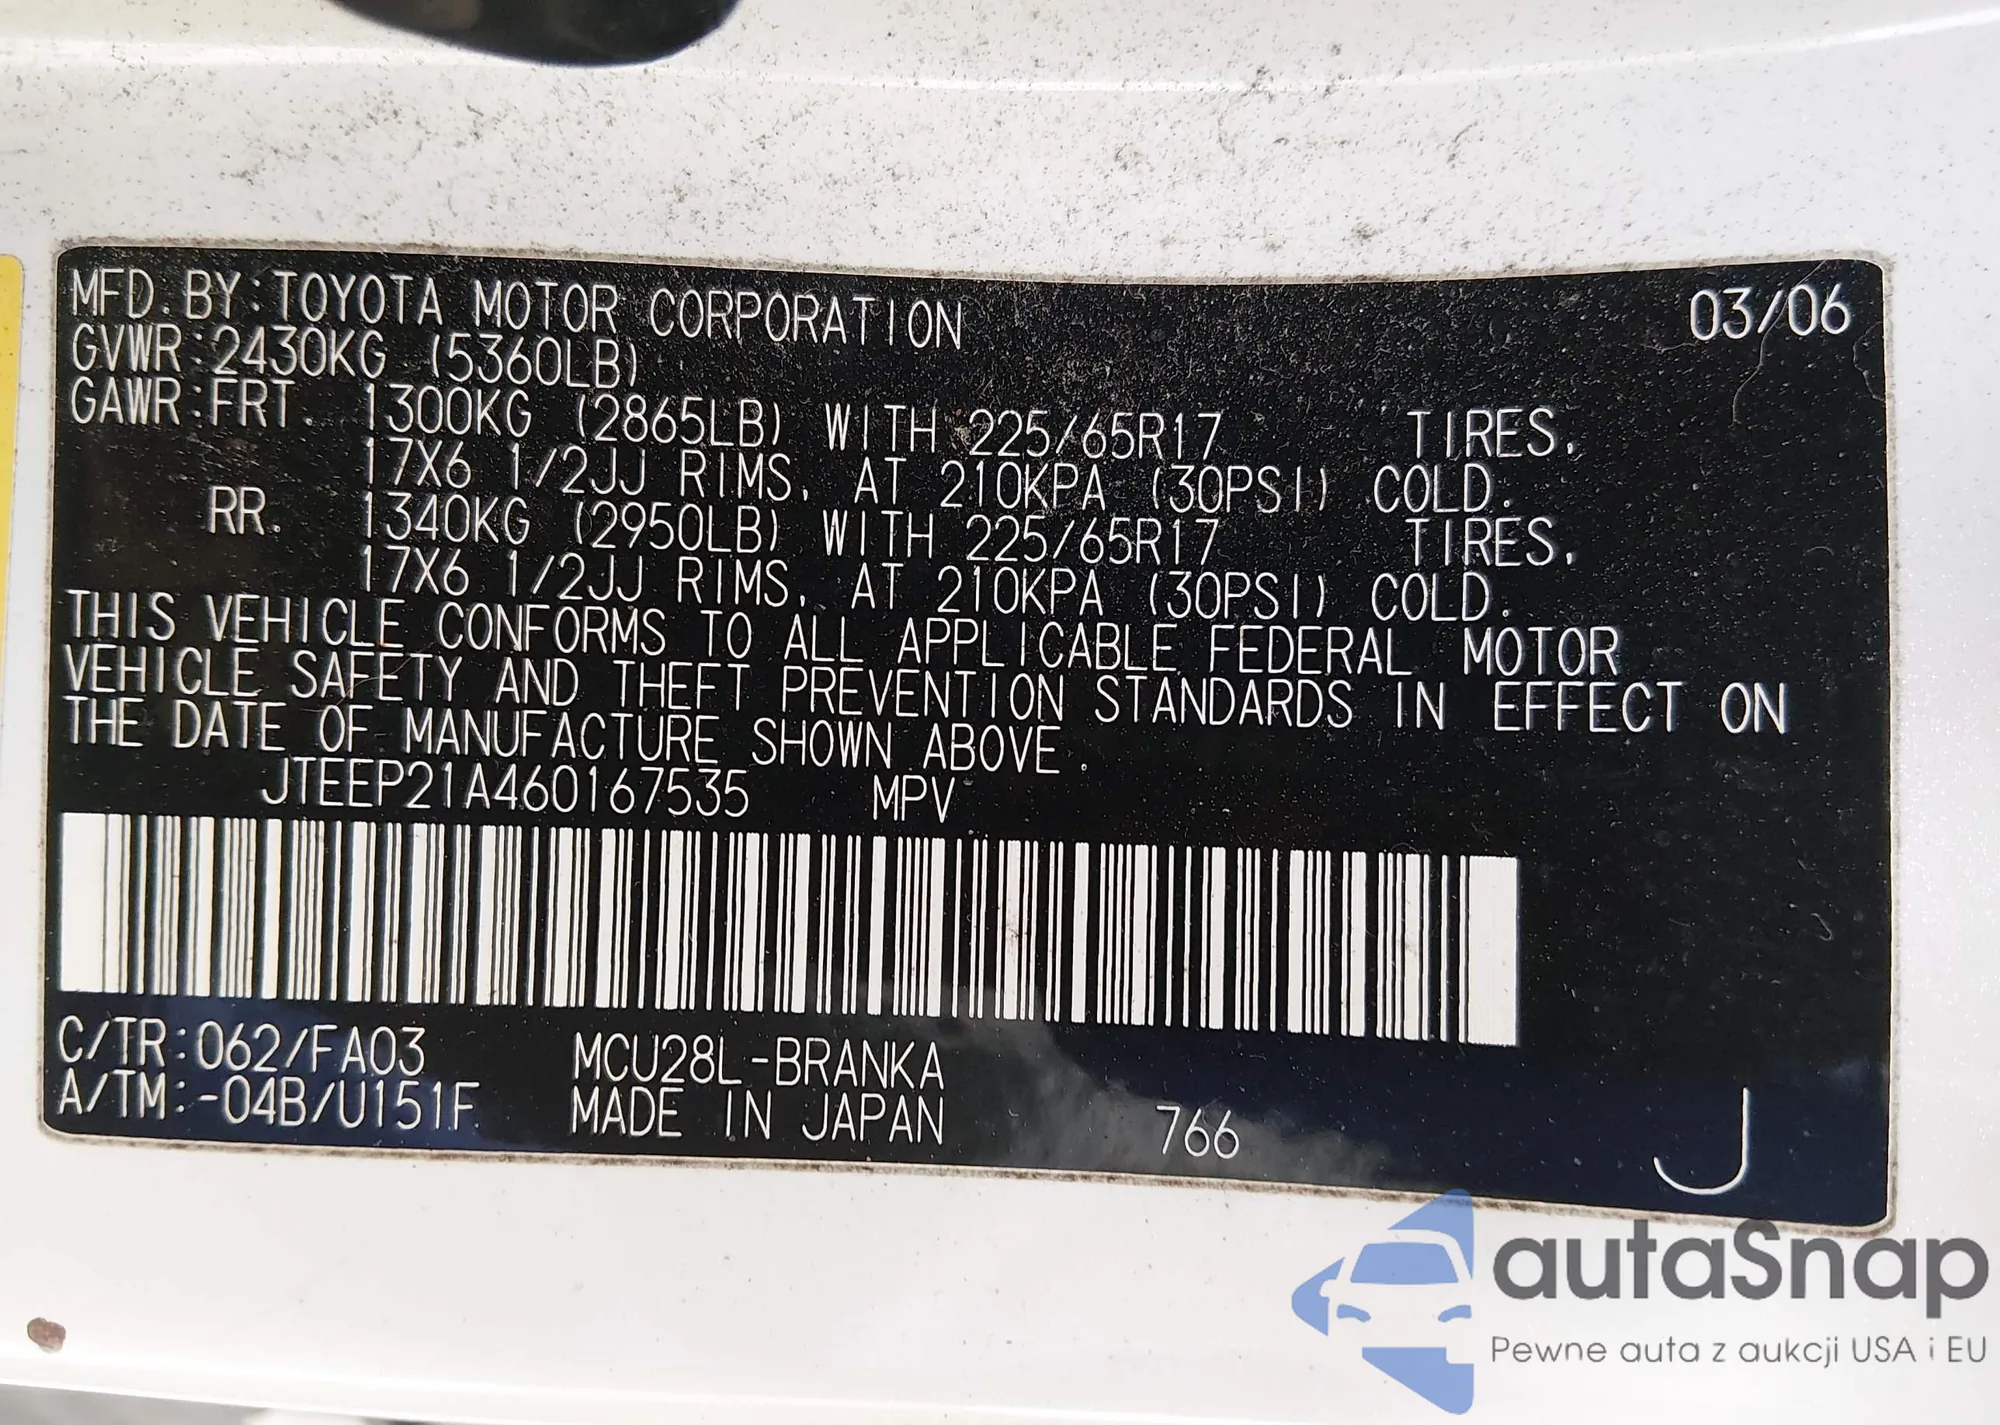 MFD.BY:TOYOTA MOTOR CORPORATION 03/06
GVWR:2430KG (5360LB)
GAWR:FRT. 1300KG (2865LB) WITH 225/65R17 TIRES,
17X6 1/2JJ RIMS, AT 210KPA (30PSI) COLD.
RR. 1340KG (2950LB) WITH 225/65R17 TIRES,
17X6 1/2JJ RIMS, AT 210KPA (30PSI) COLD.
THIS VEHICLE CONFORMS TO ALL APPLICABLE FEDERAL MOTOR
VEHICLE SAFETY AND THEFT PREVENTION STANDARDS IN EFFECT ON
THE DATE OF MANUFACTURE SHOWN ABOVE.
JTEEP21A460167535 MPV
C/TR:062/FA03 MCU28L-BRANKA
A/TM:-04B/U151F MADE IN JAPAN 766 J
autaSnap
Pewne auta z aukcji USA i EU